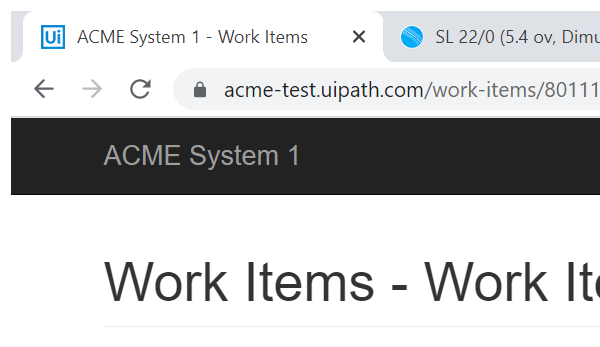 Ui ACME System 1 - Work Items SL 22/0 (5.4 ov, Dimu
acme-test.uipath.com/work-items/80111
ACME System 1
Work Items - Work Ite